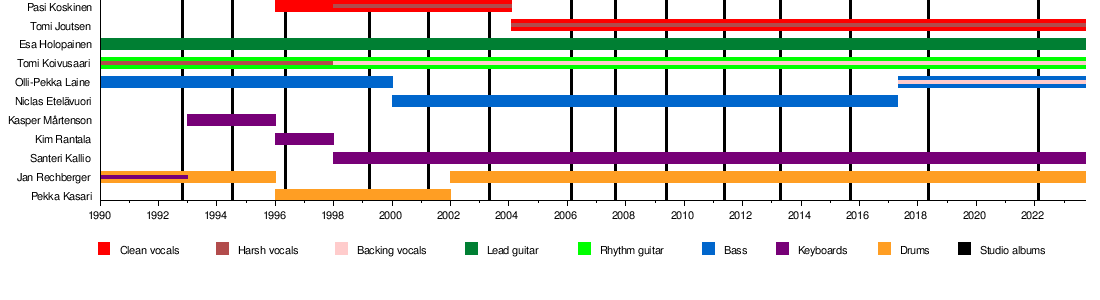 Pasi Koskinen
Tomi Joutsen
Esa Holopainen
Tomi Koivusaari
Olli-Pekka Laine
Niclas Etelävuori
Kasper Mårtenson
Kim Rantala
Santeri Kallio
Jan Rechberger
Pekka Kasari
1990 1992 1994 1996 1998 2000 2002 2004 2006 2008 2010 2012 2014 2016 2018 2020 2022
Clean vocals Harsh vocals Backing vocals Lead guitar Rhythm guitar Bass Keyboards Drums Studio albums